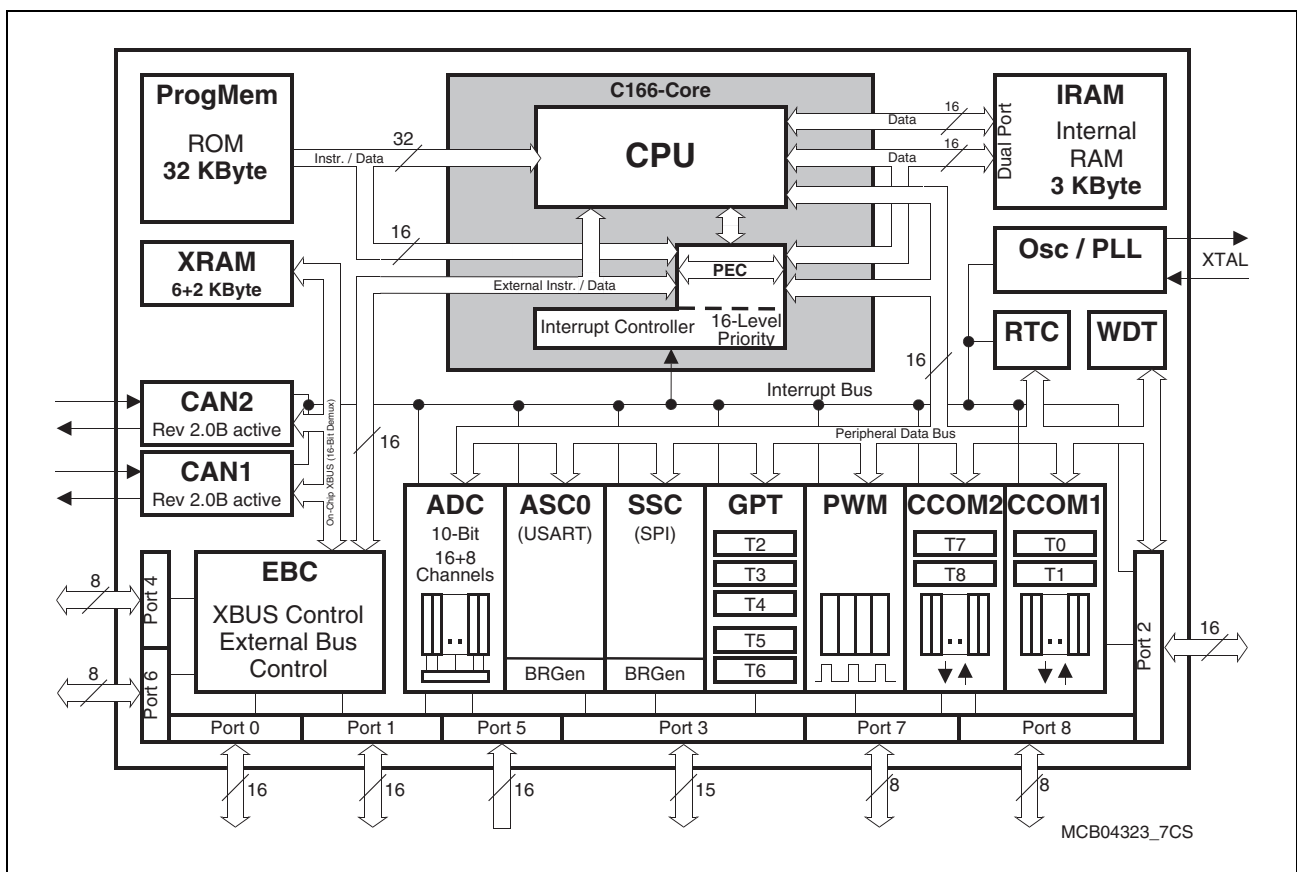 C166-Core
ProgMem
ROM
32 KByte
CPU
IRAM
Internal
RAM
3 KByte
Dual Port
16
Data
16
Data
32
Instr. / Data
16
XRAM
6+2 KByte
PEC
External Instr. / Data
Interrupt Controller
16-Level
Priority
Osc / PLL
XTAL
RTC
WDT
16
Interrupt Bus
Peripheral Data Bus
CAN2
Rev 2.0B active
CAN1
Rev 2.0B active
On-Chip XBUS (16-Bit Demux)
16
EBC
XBUS Control
External Bus
Control
ADC
10-Bit
16+8
Channels
ASC0
(USART)
BRGen
SSC
(SPI)
BRGen
GPT
T2
T3
T4
T5
T6
PWM
CCOM2
T7
T8
CCOM1
T0
T1
8
Port 4
8
Port 6
Port 2
16
Port 0
Port 1
Port 5
Port 3
Port 7
Port 8
16
16
16
15
8
8
MCB04323_7CS